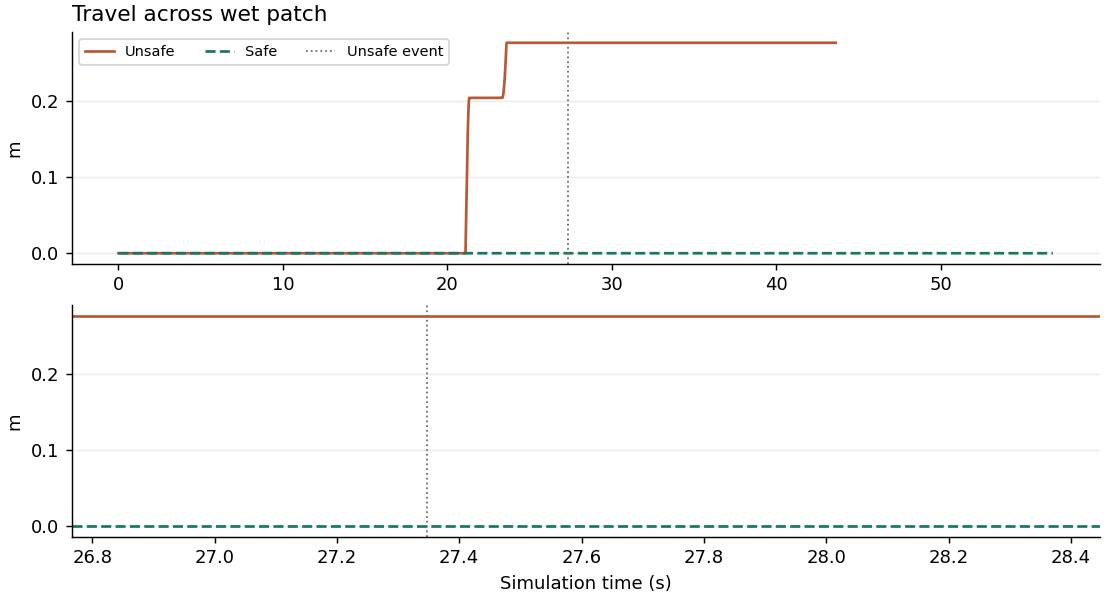 Travel across wet patch
Unsafe Safe Unsafe event
m
0.2
0.1
0.0
0 10 20 30 40 50
m
0.2
0.1
0.0
26.8 27.0 27.2 27.4 27.6 27.8 28.0 28.2 28.4
Simulation time (s)